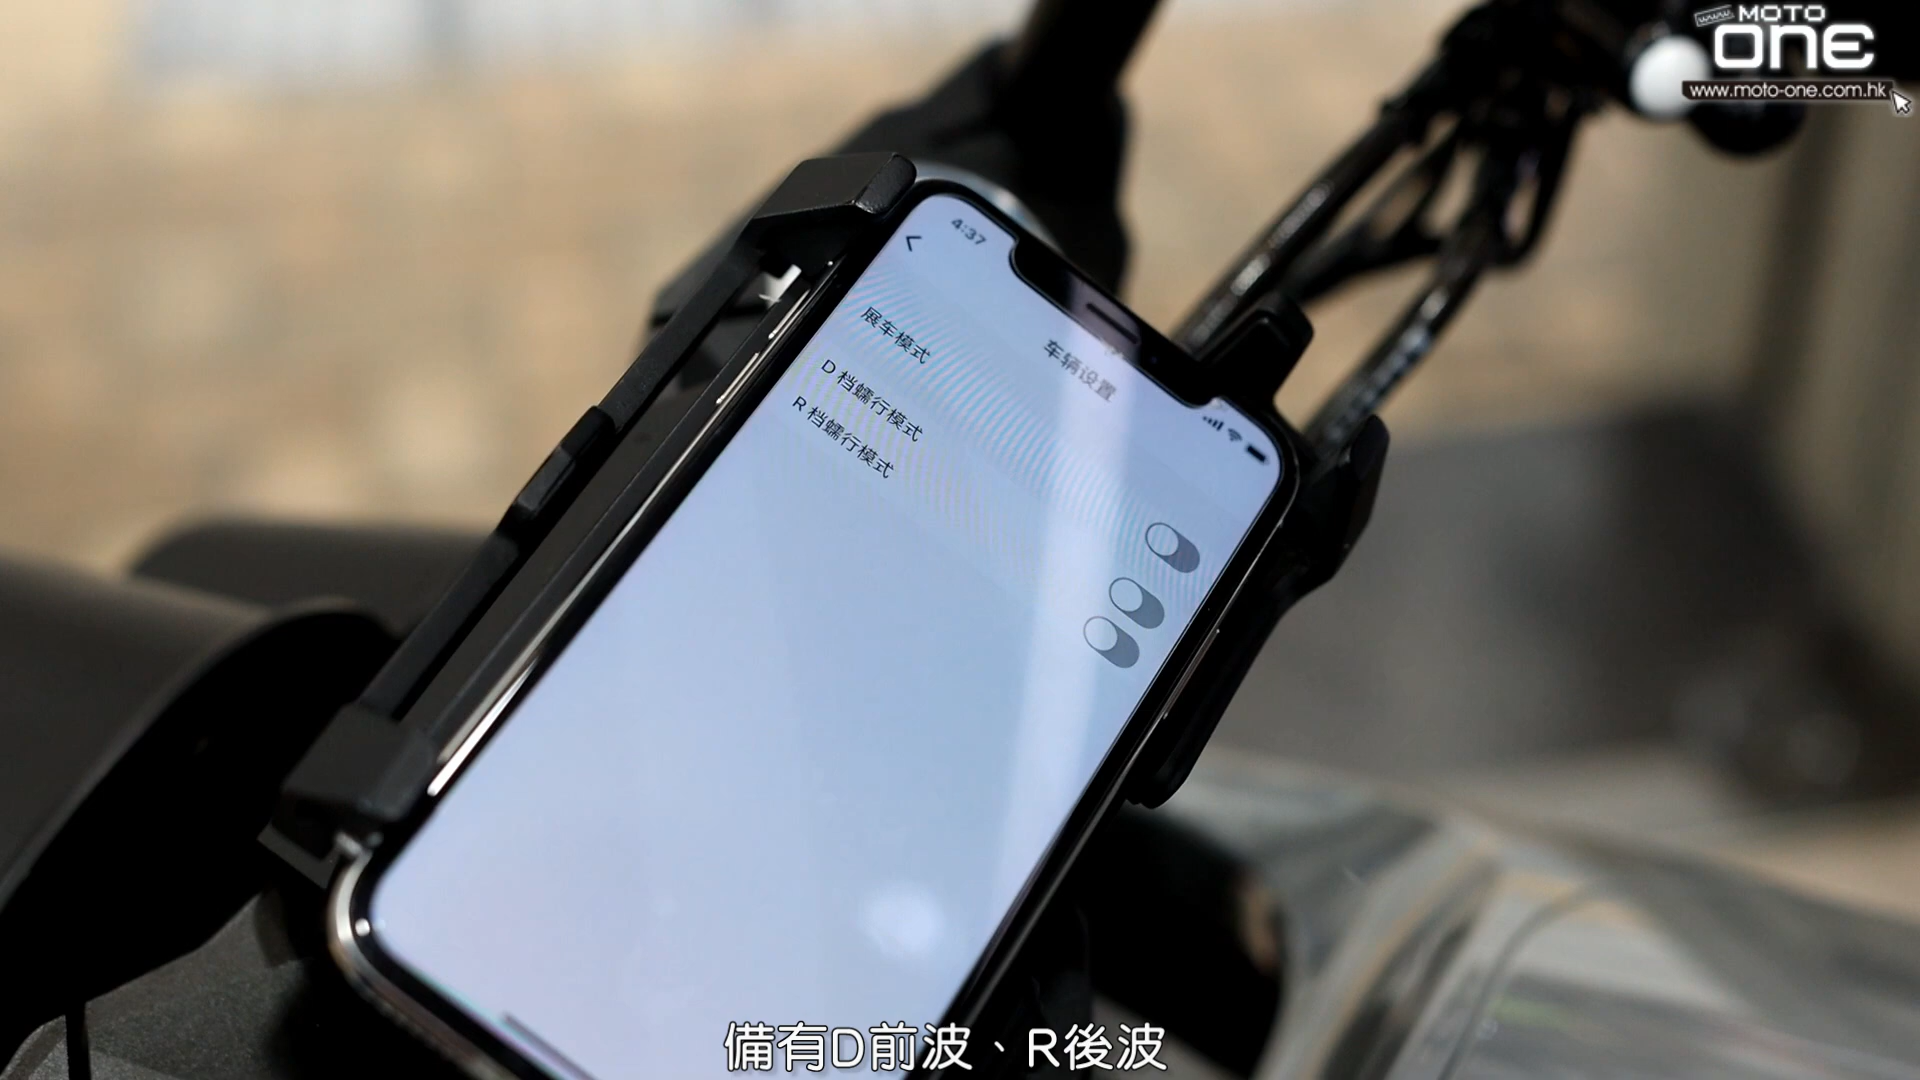 www MOTO
one
www.moto-one.com.hk
4:37
车辆设置
展车模式
D 档蠕行模式
R 档蠕行模式
備有D前波、R後波